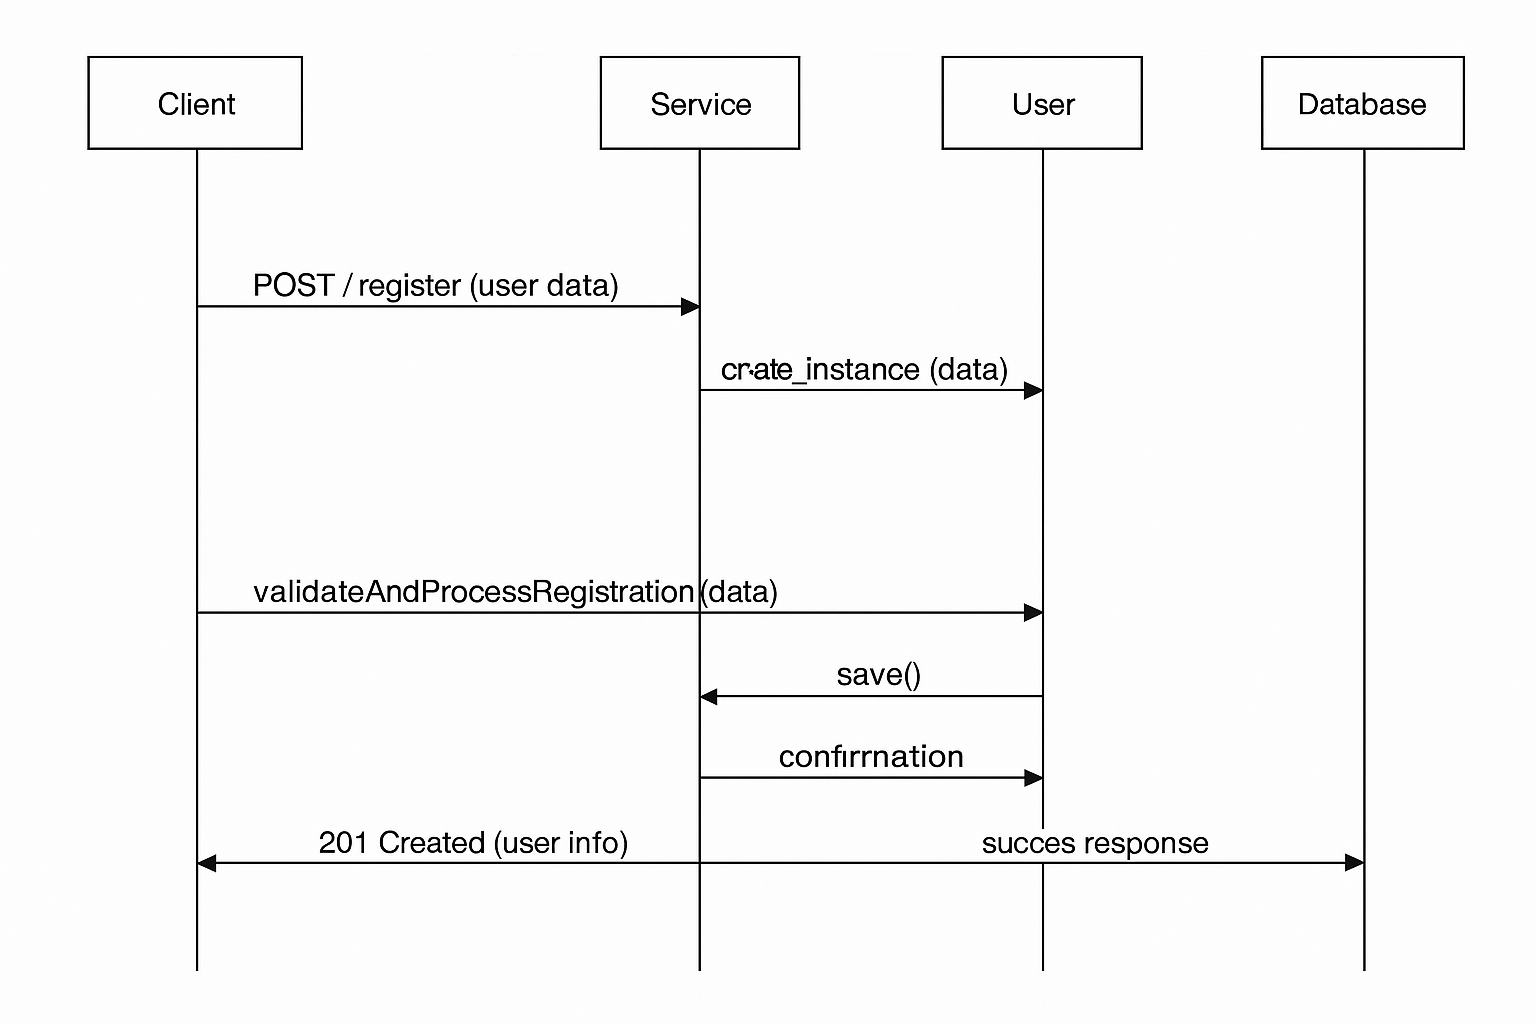 Client
Service
User
Database
POST / register (user data)
crate_instance (data)
validateAndProcessRegistration (data)
save()
confirrnation
201 Created (user info)
succes response